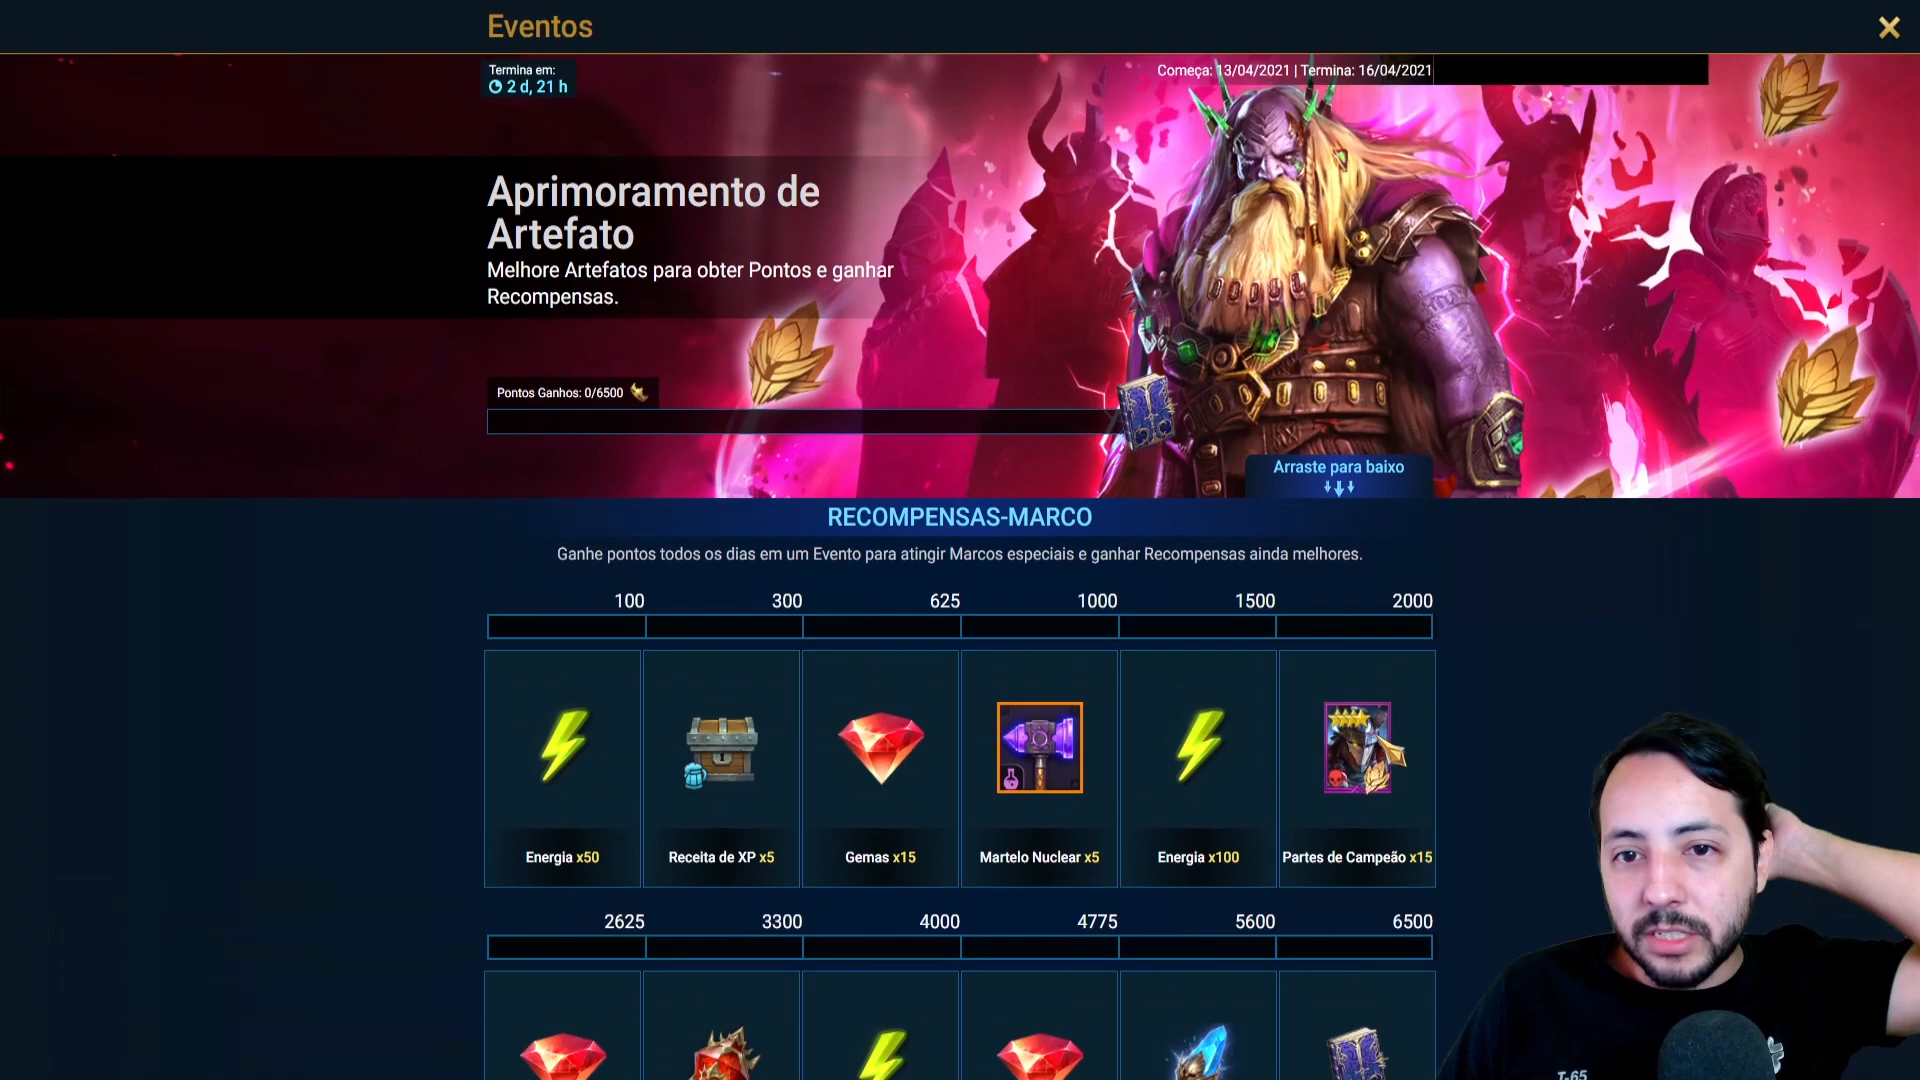 Eventos
Termina em:
2 d, 21 h
Começa: 13/04/2021 | Termina: 16/04/2021
Aprimoramento de
Artefato
Melhore Artefatos para obter Pontos e ganhar
Recompensas.
Pontos Ganhos: 0/6500
Arraste para baixo
RECOMPENSAS-MARCO
Ganhe pontos todos os dias em um Evento para atingir Marcos especiais e ganhar Recompensas ainda melhores.
100 300 625 1000 1500 2000
Energia x50 Receita de XP x5 Gemas x15 Martelo Nuclear x5 Energia x100 Partes de Campeão x15
2625 3300 4000 4775 5600 6500
T-65